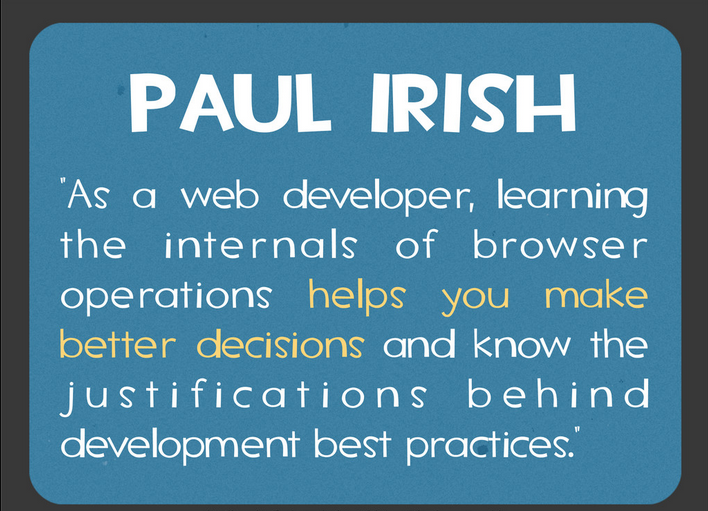 PAUL IRISH
"As a web developer, learning
the internals of browser
operations helps you make
better decisions and know the
justifications behind
development best practices."